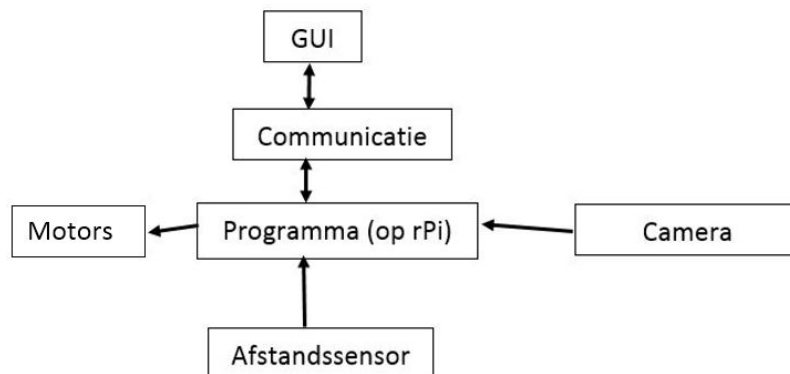 GUI
Communicatie
Motors
Programma (op rPi)
Camera
Afstandssensor